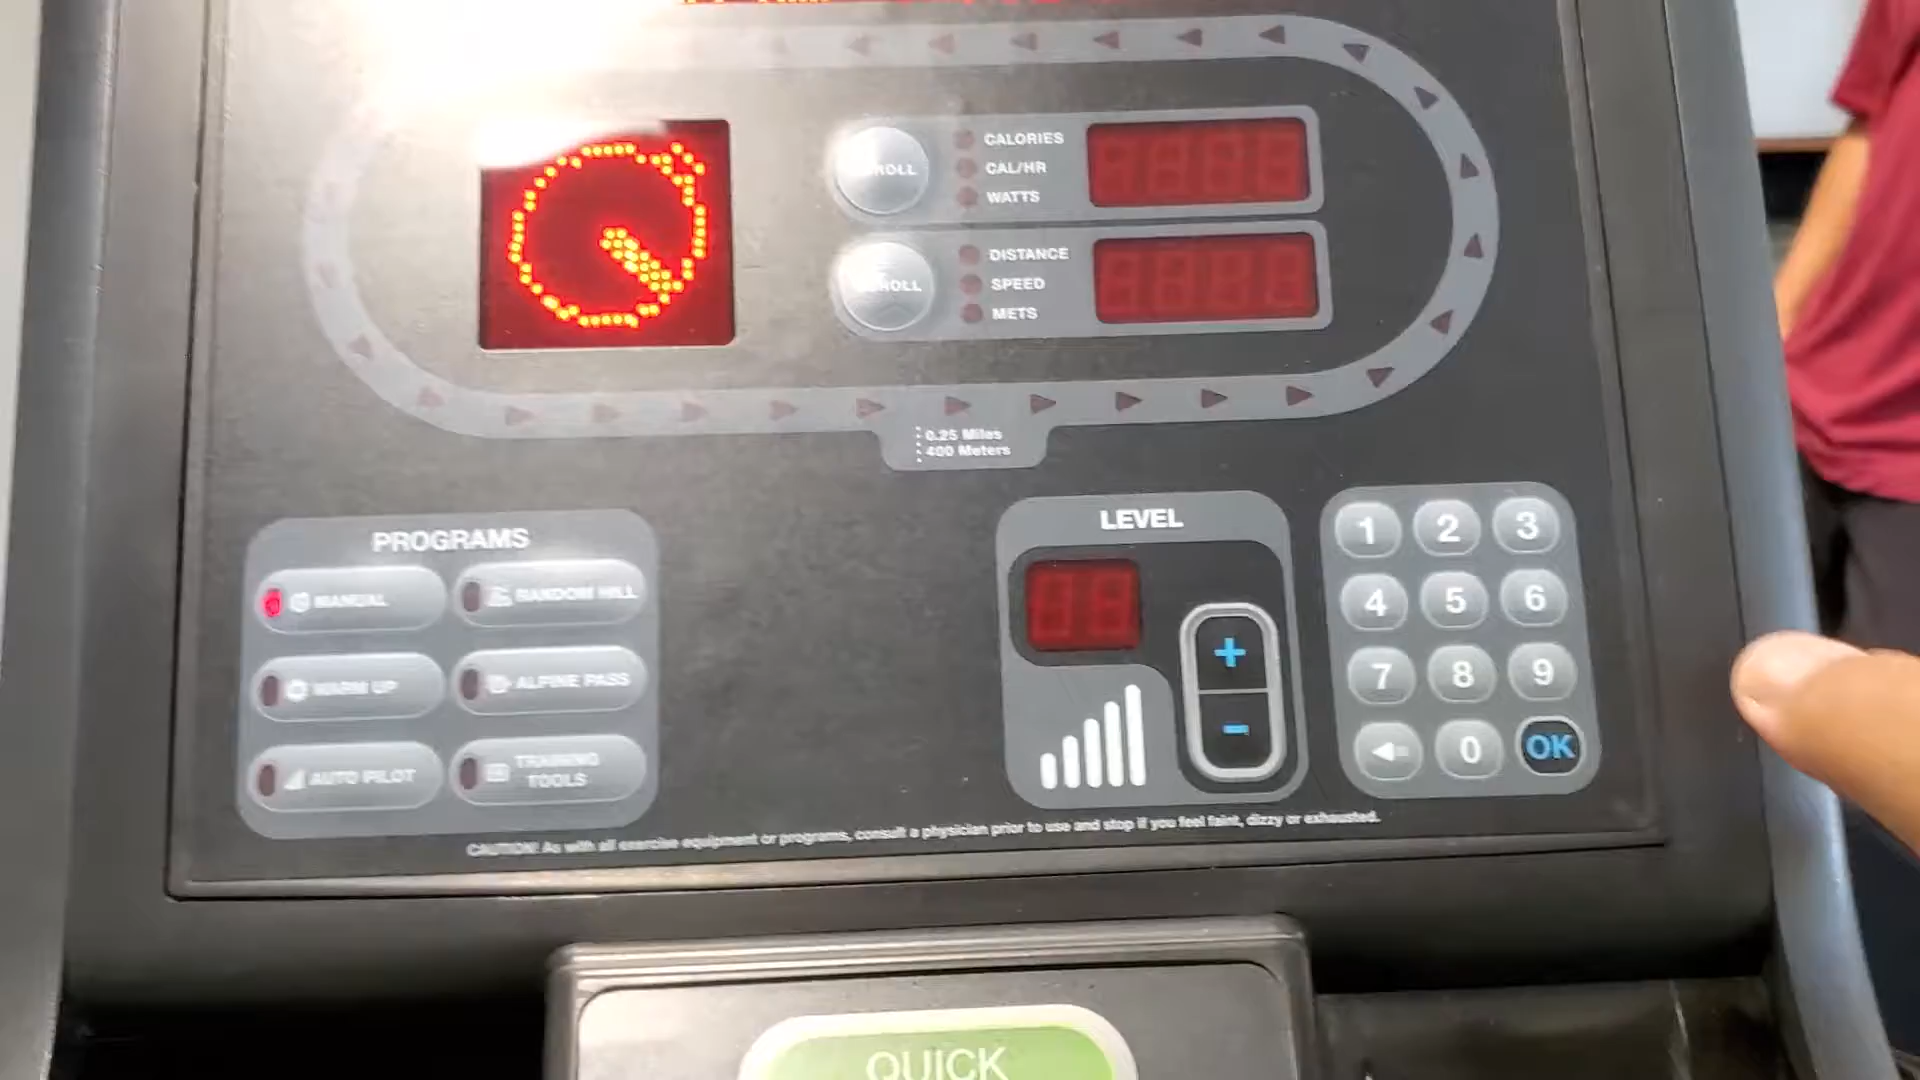 CALORIES
CAL/HR
WATTS
DISTANCE
SPEED
METS
0.25 Miles
400 Meters
PROGRAMS
MANUAL
RANDOM HILL
WARM UP
ALPINE PASS
AUTO PILOT
TRAINING
TOOLS
LEVEL
+
-
1 2 3
4 5 6
7 8 9
0 OK
CAUTION! As with all exercise equipment or programs, consult a physician prior to use and stop if you feel faint, dizzy or exhausted.
QUICK